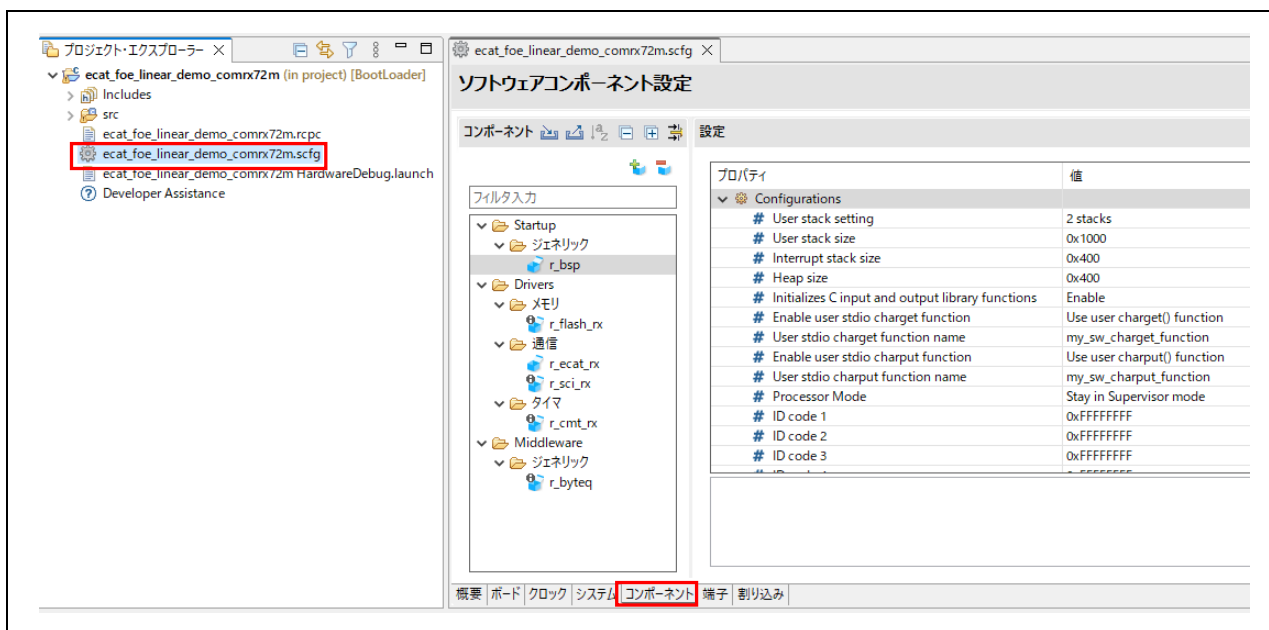 プロジェクト・エクスプローラー
ecat_foe_linear_demo_comrx72m (in project) [BootLoader]
Includes
src
ecat_foe_linear_demo_comrx72m.rcpc
ecat_foe_linear_demo_comrx72m.scfg
ecat_foe_linear_demo_comrx72m HardwareDebug.launch
Developer Assistance
ecat_foe_linear_demo_comrx72m.scfg
ソフトウェアコンポーネント設定
コンポーネント
フィルタ入力
Startup
ジェネリック
r_bsp
Drivers
メモリ
r_flash_rx
通信
r_ecat_rx
r_sci_rx
タイマ
r_cmt_rx
Middleware
ジェネリック
r_byteq
設定
プロパティ 値
Configurations
# User stack setting 2 stacks
# User stack size 0x1000
# Interrupt stack size 0x400
# Heap size 0x400
# Initializes C input and output library functions Enable
# Enable user stdio charget function Use user charget() function
# User stdio charget function name my_sw_charget_function
# Enable user stdio charput function Use user charput() function
# User stdio charput function name my_sw_charput_function
# Processor Mode Stay in Supervisor mode
# ID code 1 0xFFFFFFFF
# ID code 2 0xFFFFFFFF
# ID code 3 0xFFFFFFFF
概要 ボード クロック システム コンポーネント 端子 割り込み